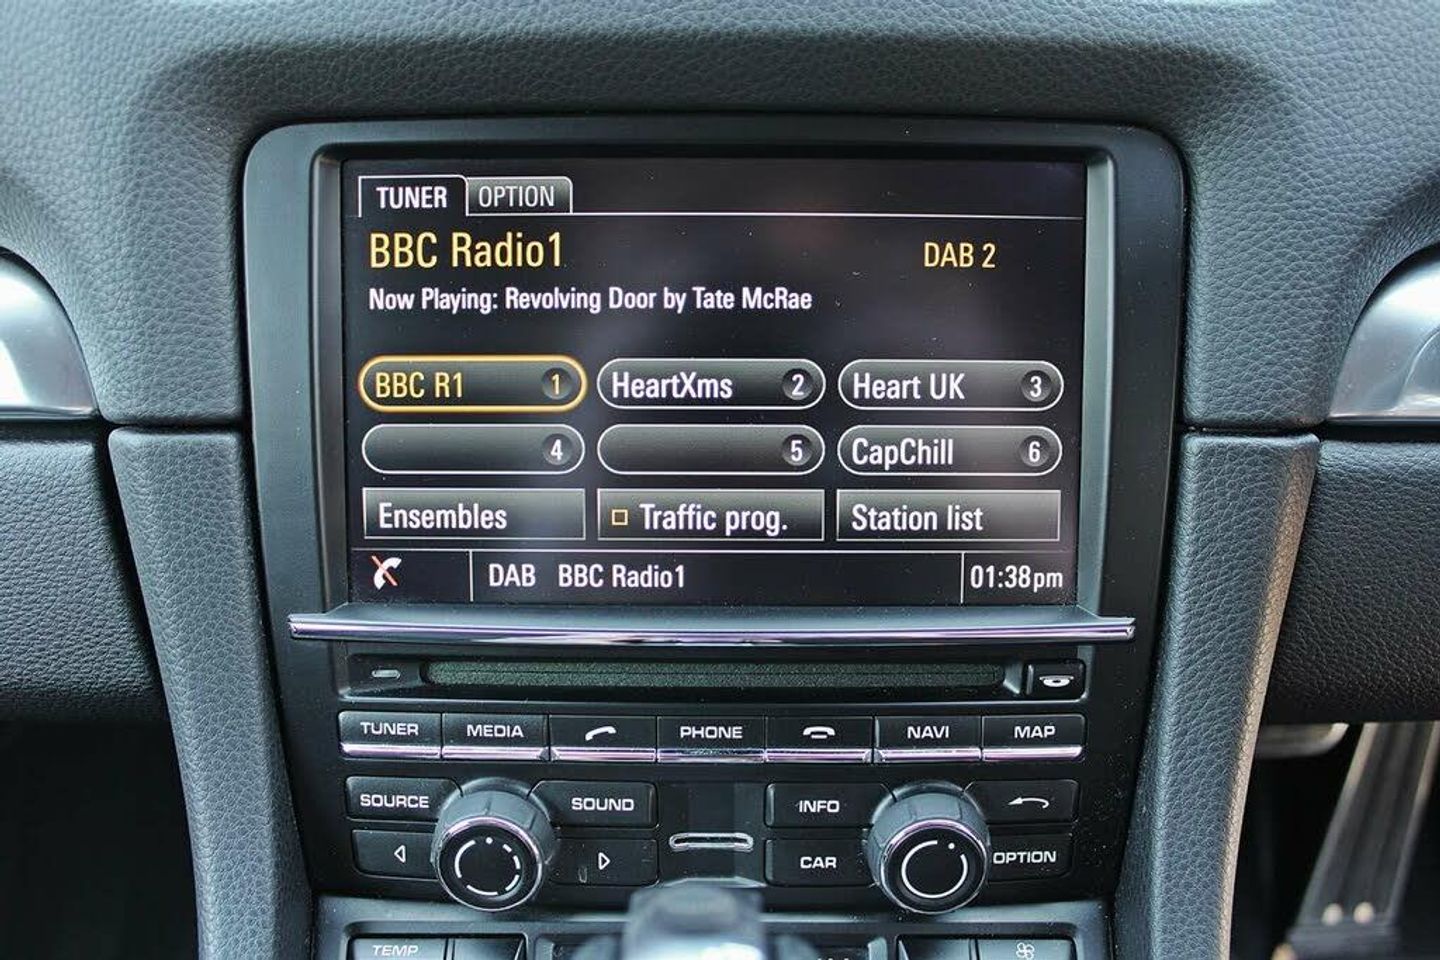 TUNER OPTION
BBC Radio1 DAB 2
Now Playing: Revolving Door by Tate McRae
BBC R1 1 HeartXms 2 Heart UK 3
4 5 CapChill 6
Ensembles Traffic prog. Station list
DAB BBC Radio1 01:38pm
TUNER MEDIA PHONE NAVI MAP
SOURCE SOUND INFO
CAR OPTION
TEMP